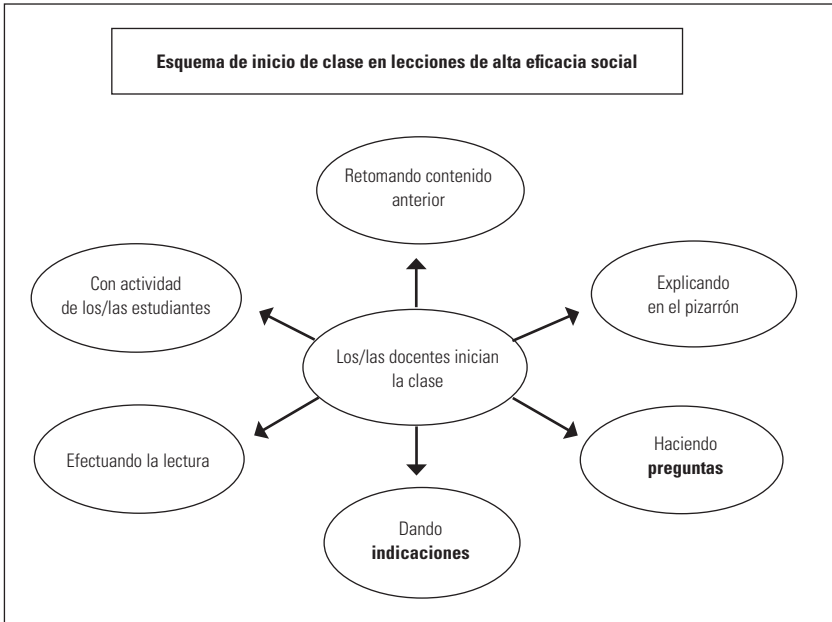 Esquema de inicio de clase en lecciones de alta eficacia social
Retomando contenido
anterior
Con actividad
de los/las estudiantes
Explicando
en el pizarrón
Los/las docentes inician
la clase
Efectuando la lectura
Haciendo
preguntas
Dando
indicaciones